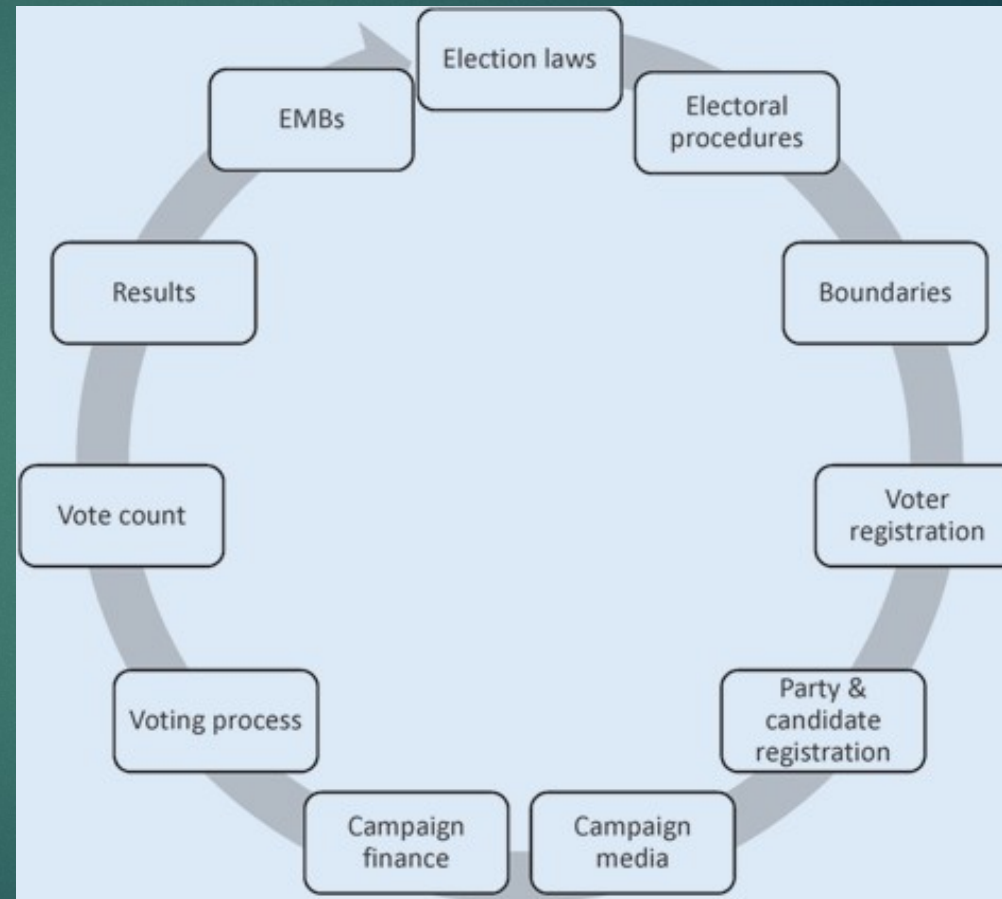 Election laws
Electoral
procedures
Boundaries
Voter
registration
Party &
candidate
registration
Campaign
media
Campaign
finance
Voting process
Vote count
Results
EMBs